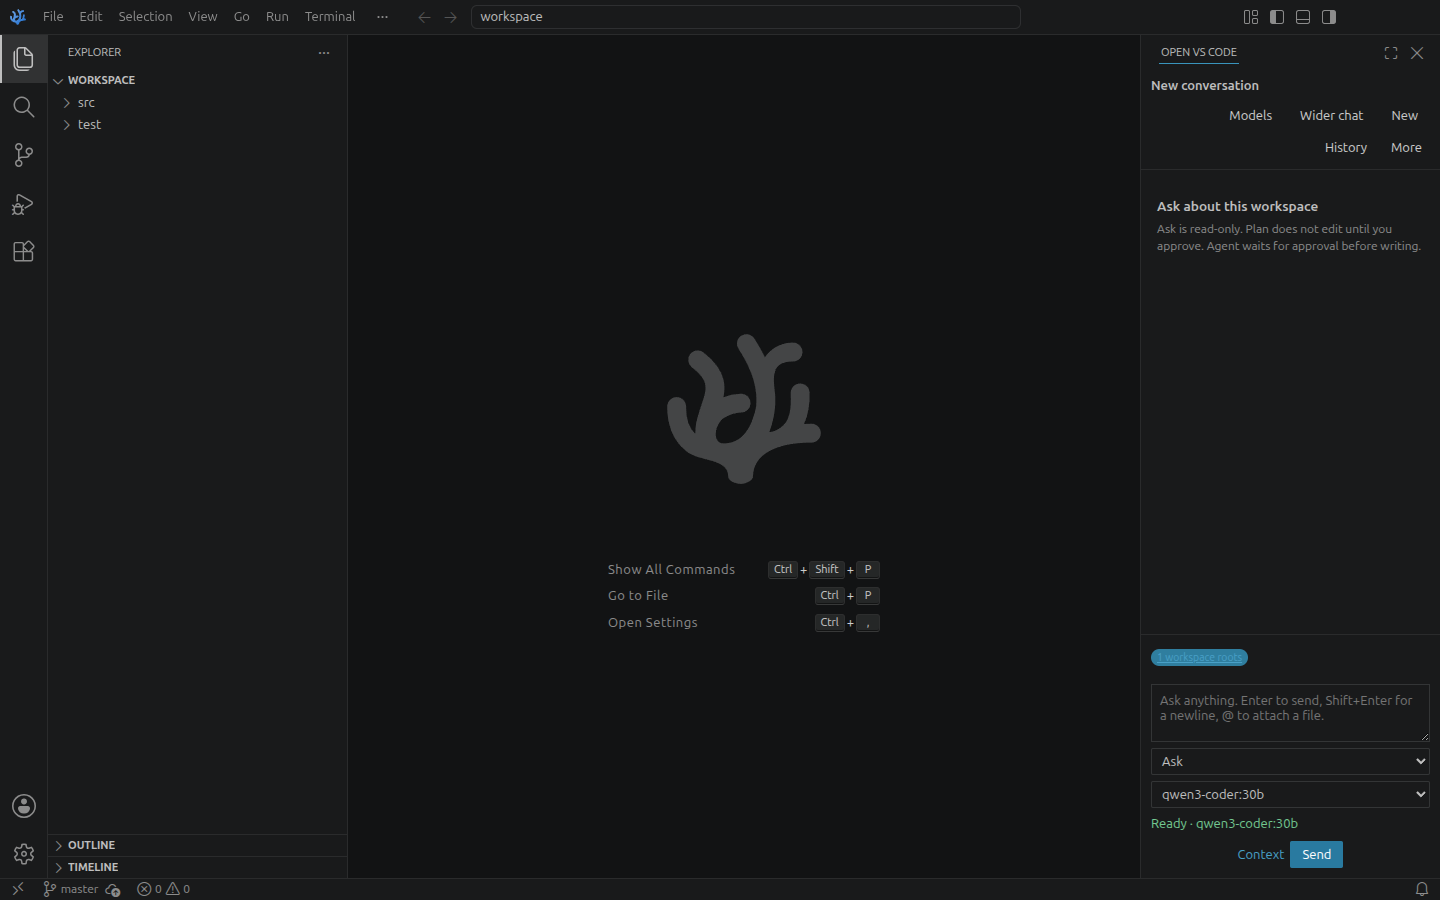 File Edit Selection View Go Run Terminal ··· workspace
EXPLORER ···
WORKSPACE
src
test
OUTLINE
TIMELINE
Show All Commands Ctrl + Shift + P
Go to File Ctrl + P
Open Settings Ctrl + ,
OPEN VS CODE
New conversation
Models Wider chat New
History More
Ask about this workspace
Ask is read-only. Plan does not edit until you
approve. Agent waits for approval before writing.
1 workspace roots
Ask anything. Enter to send, Shift+Enter for
a newline, @ to attach a file.
Ask
qwen3-coder:30b
Ready · qwen3-coder:30b
Context Send
master 0 0